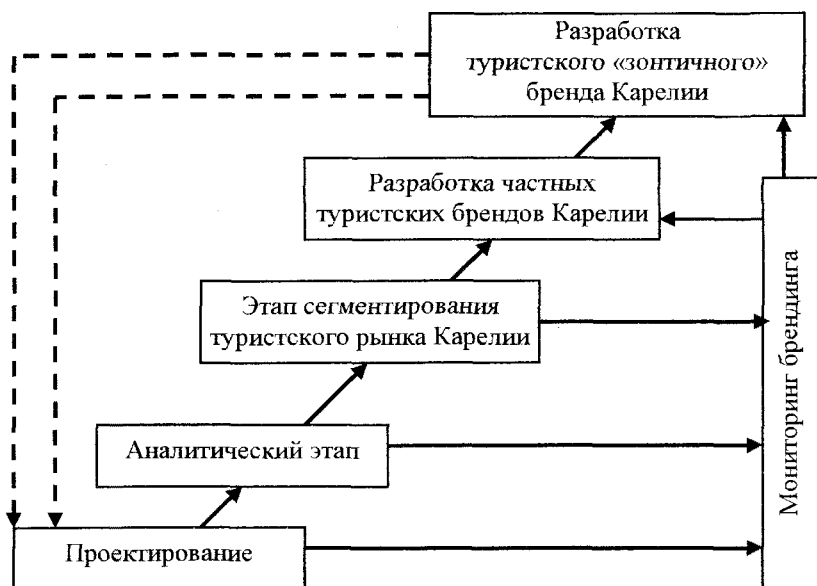 Разработка
туристского «зонтичного»
бренда Карелии
Разработка частных
туристских брендов Карелии
Этап сегментирования
туристского рынка Карелии
Аналитический этап
Проектирование
Мониторинг брендинга